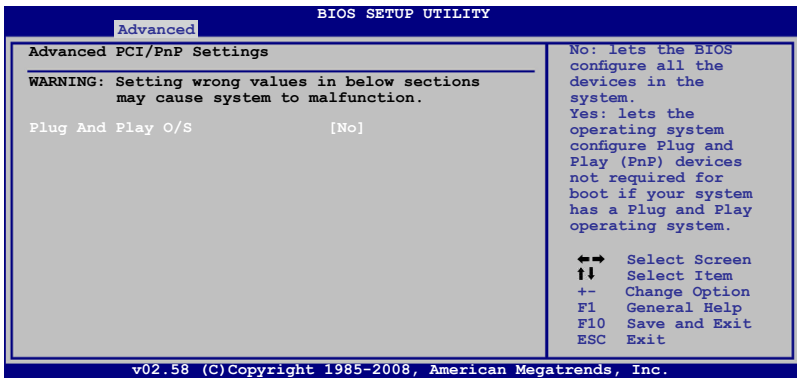 BIOS SETUP UTILITY
Advanced
Advanced PCI/PnP Settings
WARNING: Setting wrong values in below sections
may cause system to malfunction.
Plug And Play O/S [No]
No: lets the BIOS
configure all the
devices in the
system.
Yes: lets the
operating system
configure Plug and
Play (PnP) devices
not required for
boot if your system
has a Plug and Play
operating system.
←→ Select Screen
↑↓ Select Item
+- Change Option
F1 General Help
F10 Save and Exit
ESC Exit
v02.58 (C)Copyright 1985-2008, American Megatrends, Inc.